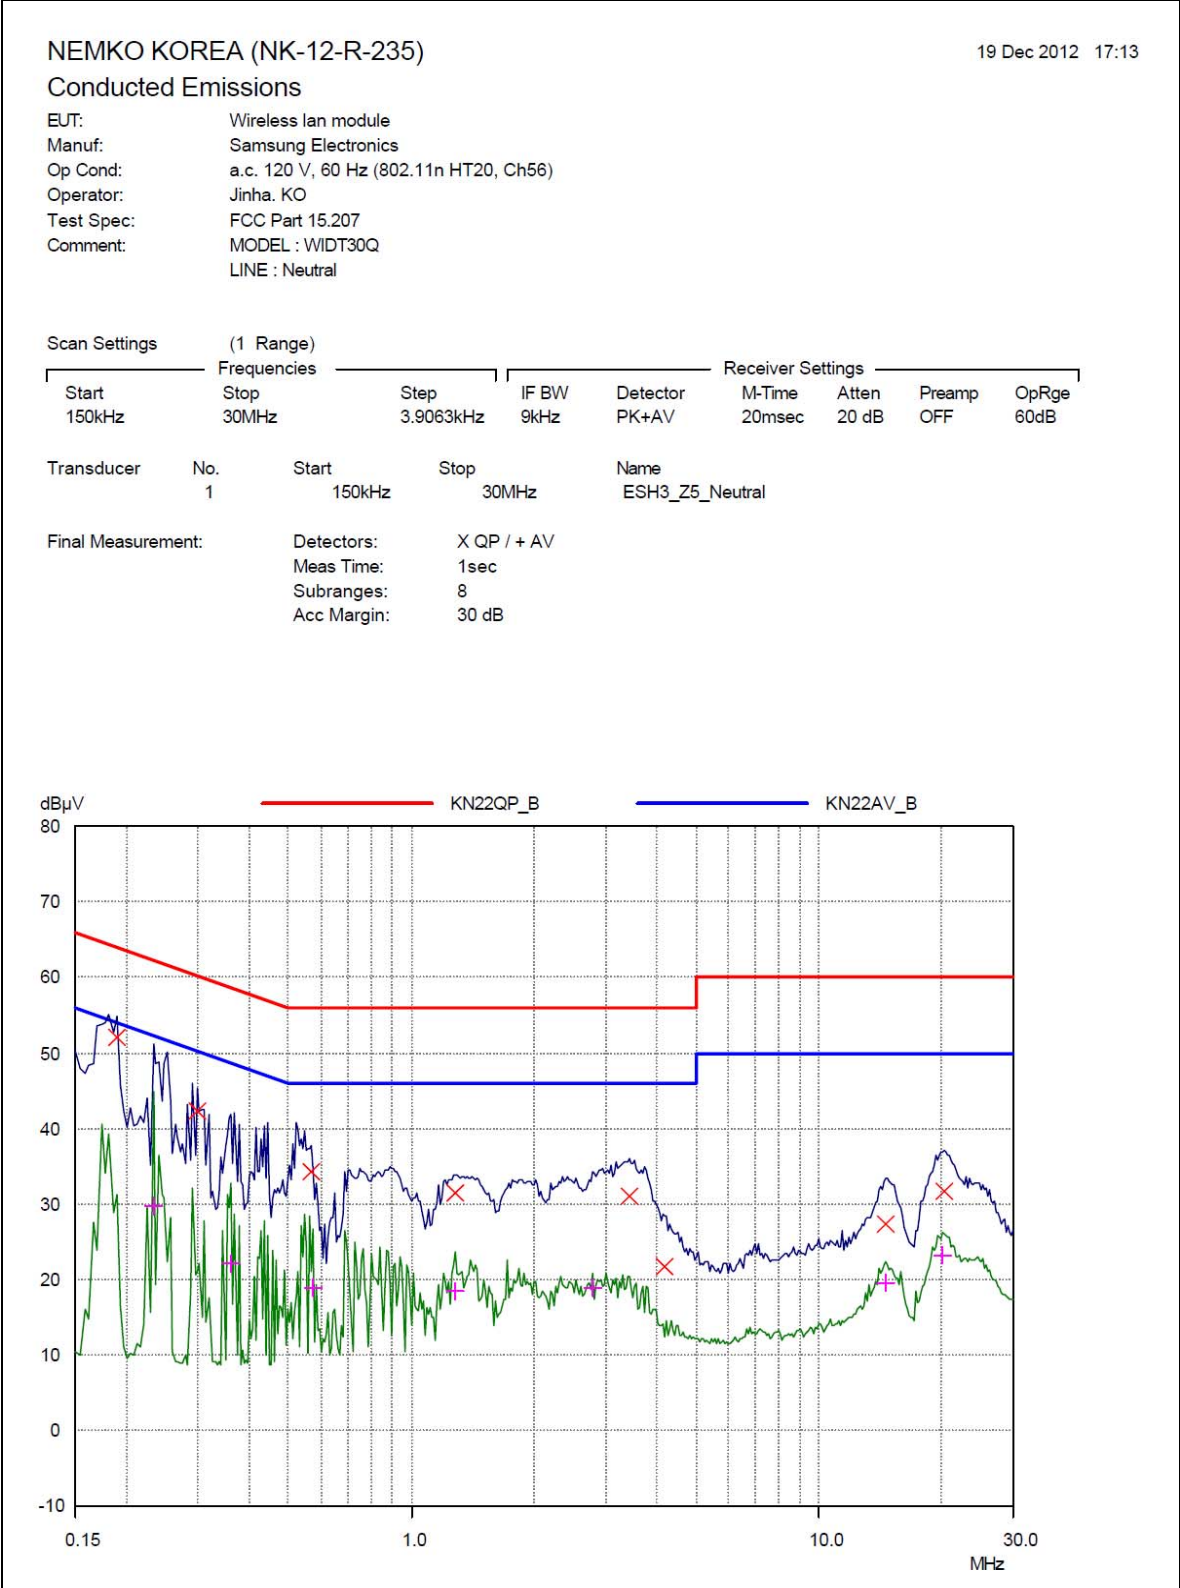 NEMKO KOREA (NK-12-R-235) 19 Dec 2012 17:13
Conducted Emissions
EUT: Wireless lan module
Manuf: Samsung Electronics
Op Cond: a.c. 120 V, 60 Hz (802.11n HT20, Ch56)
Operator: Jinha. KO
Test Spec: FCC Part 15.207
Comment: MODEL : WIDT30Q
LINE : Neutral
Scan Settings (1 Range)
Frequencies Receiver Settings
Start Stop Step IF BW Detector M-Time Atten Preamp OpRge
150kHz 30MHz 3.9063kHz 9kHz PK+AV 20msec 20 dB OFF 60dB
Transducer No. Start Stop Name
1 150kHz 30MHz ESH3_Z5_Neutral
Final Measurement: Detectors: X QP / + AV
Meas Time: 1sec
Subranges: 8
Acc Margin: 30 dB
dBµV KN22QP_B KN22AV_B
80
70
60
50
40
30
20
10
0
-10
0.15 1.0 10.0 30.0
MHz